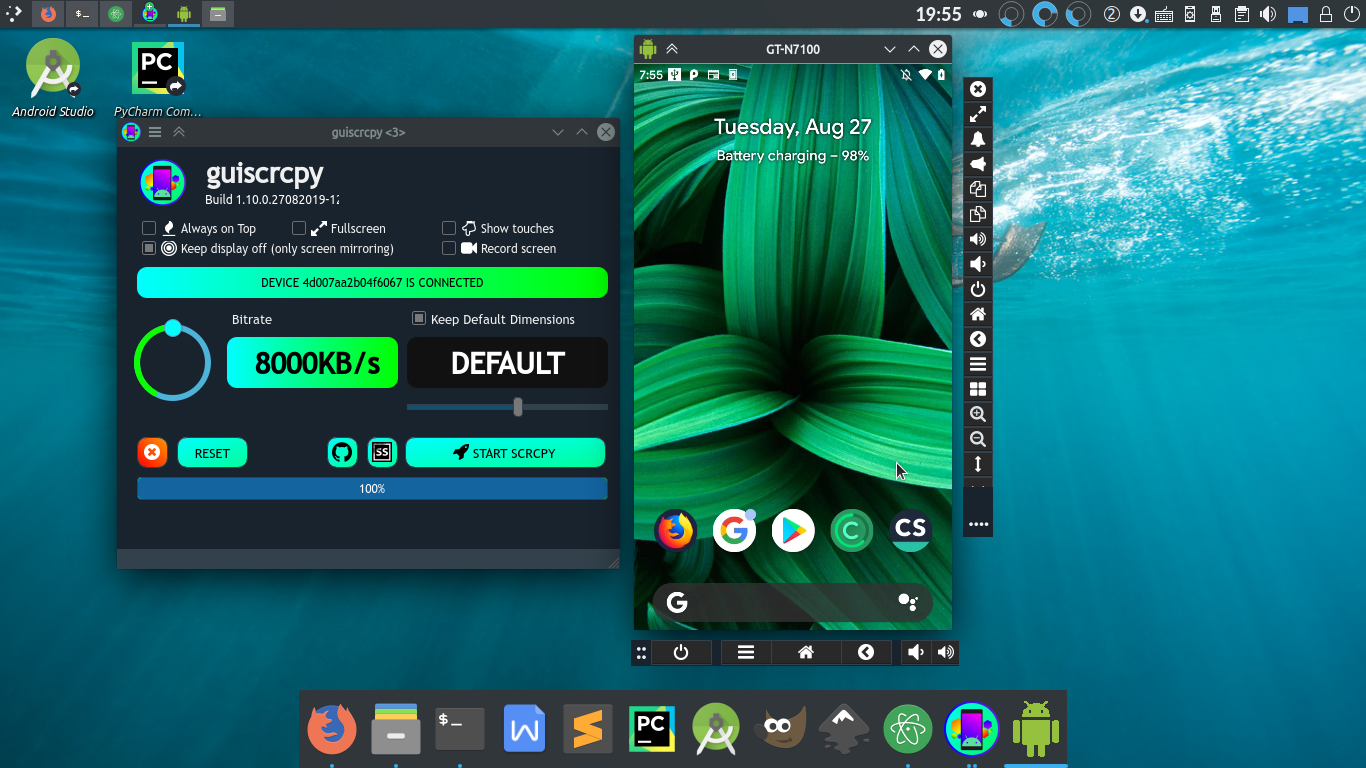 19:55
2
$_
PC
Android Studio
PyCharm Com...
guiscrcpy <3>
guiscrcpy
Build 1.10.0.27082019-12
Always on Top
Fullscreen
Show touches
Keep display off (only screen mirroring)
Record screen
DEVICE 4d007aa2b04f6067 IS CONNECTED
Bitrate
Keep Default Dimensions
8000KB/s
DEFAULT
RESET
SS
START SCRCPY
100%
GT-N7100
7:55
Tuesday, Aug 27
Battery charging – 98%
G
C
CS
G
$_
W
S
PC